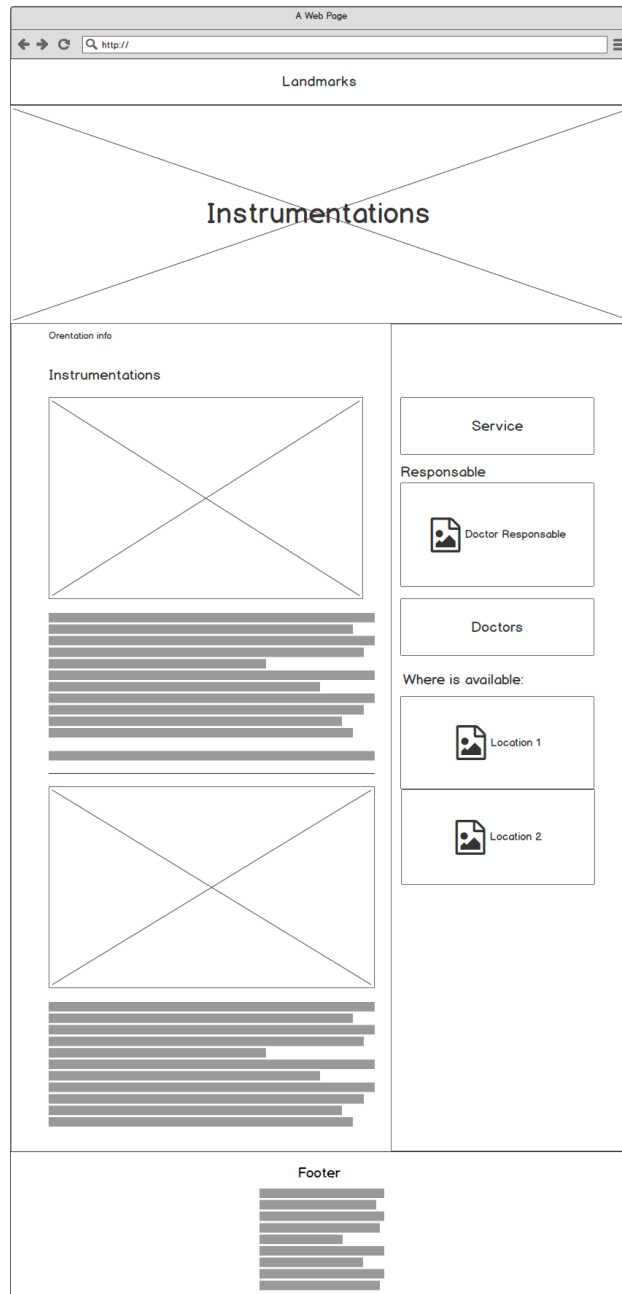 A Web Page
http://
Landmarks
Instrumentations
Orentation info
Instrumentations
Service
Responsable
Doctor Responsable
Doctors
Where is available:
Location 1
Location 2
Footer